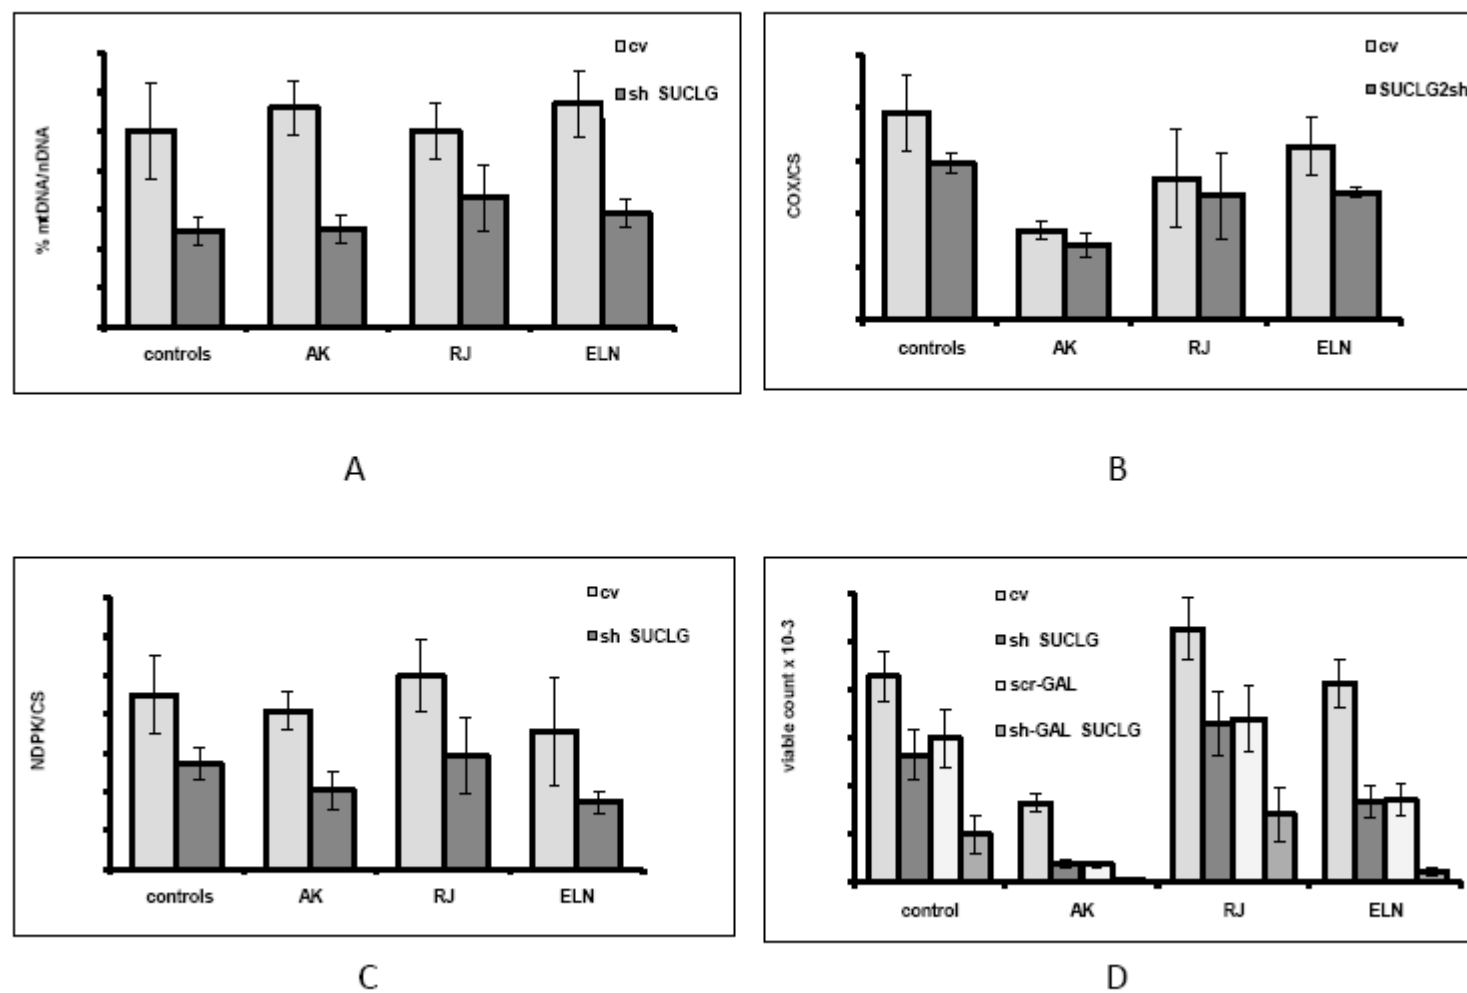 cv
sh SUCLG
% mtDNA/nDNA
controls AK RJ ELN
A
cv
SUCLG2sh
COX/CS
controls AK RJ ELN
B
cv
sh SUCLG
NDPK/CS
controls AK RJ ELN
C
cv
sh SUCLG
scr-GAL
sh-GAL SUCLG
viable count x 10-3
control AK RJ ELN
D